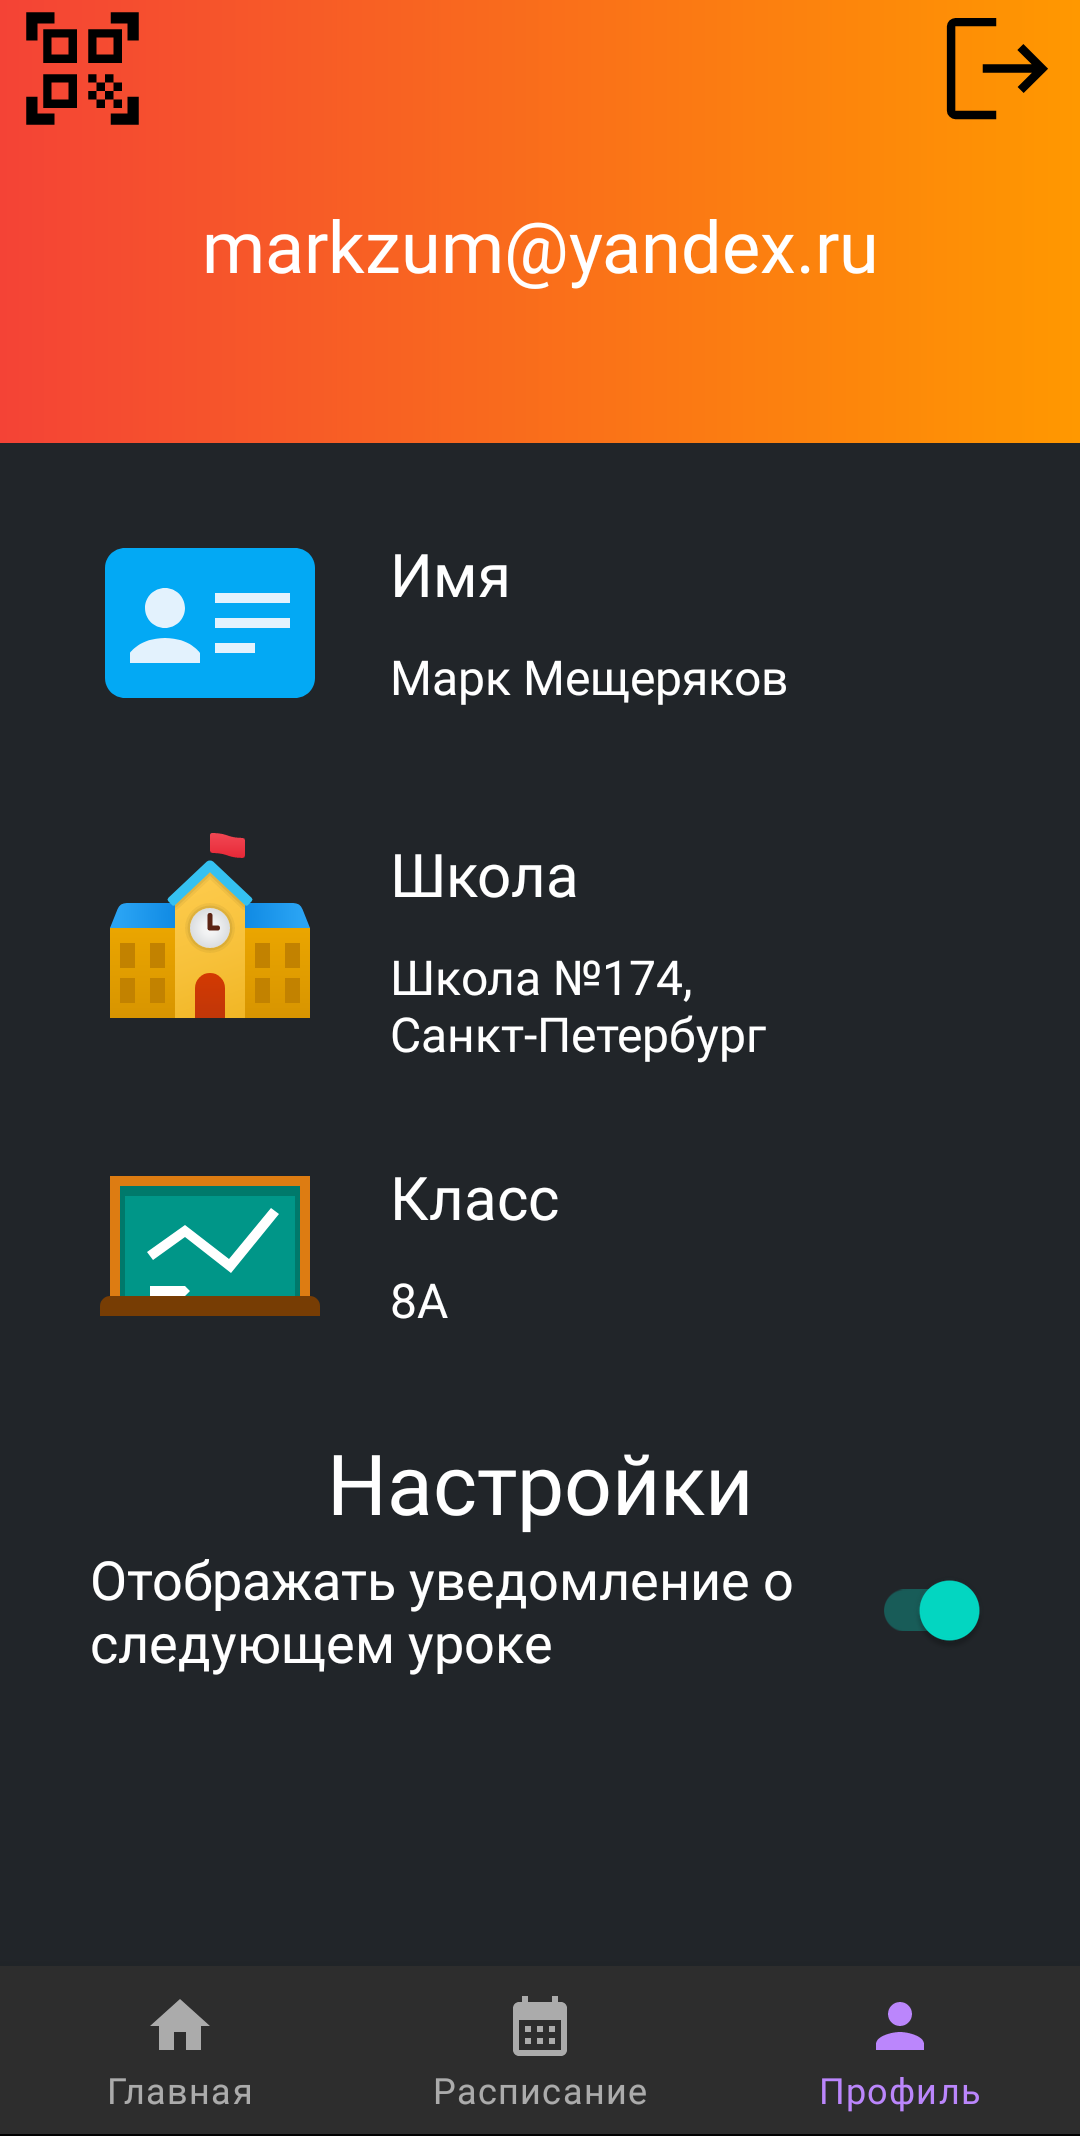 markzum@yandex.ru
Имя
Марк Мещеряков
Школа
Школа №174,
Санкт-Петербург
Класс
8А
Настройки
Отображать уведомление о
следующем уроке
Главная
Расписание
Профиль